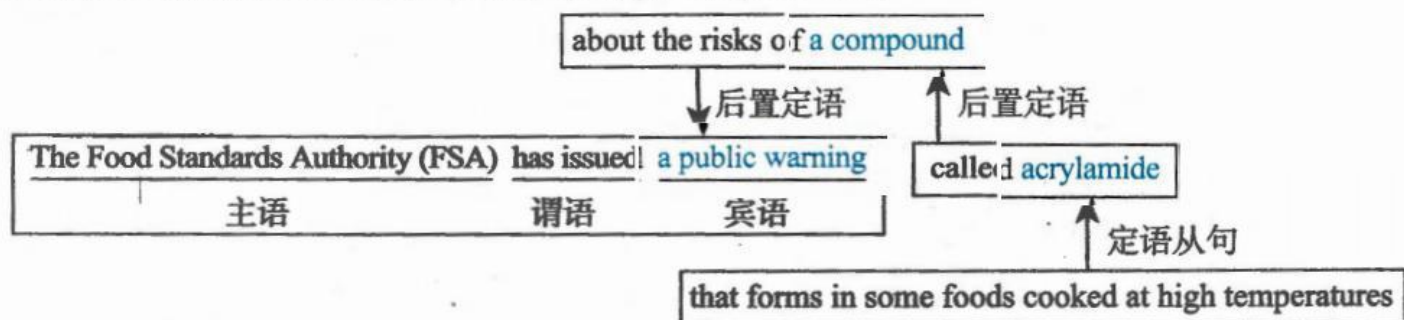 about the risks of a compound
后置定语 后置定语
The Food Standards Authority (FSA) has issued a public warning called acrylamide
主语 谓语 宾语
定语从句
that forms in some foods cooked at high temperatures